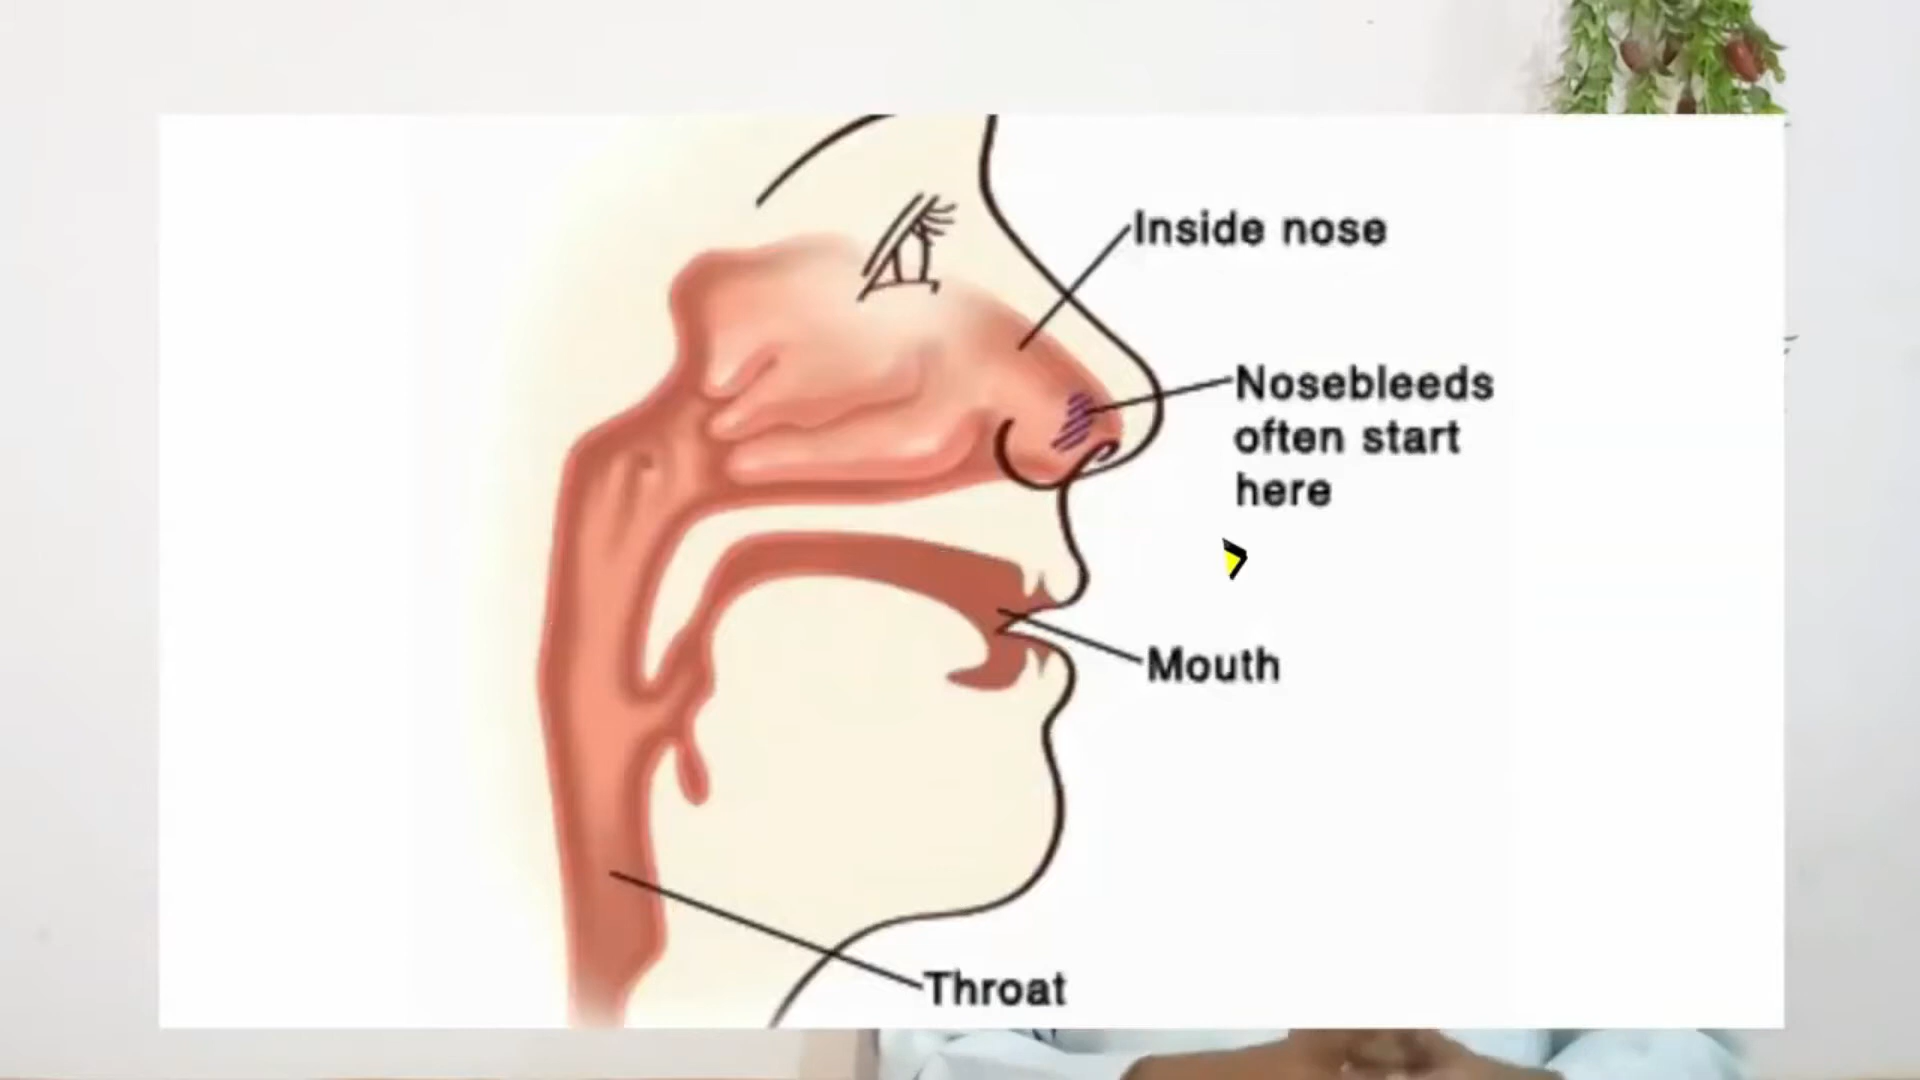 Inside nose
Nosebleeds
often start
here
Mouth
Throat